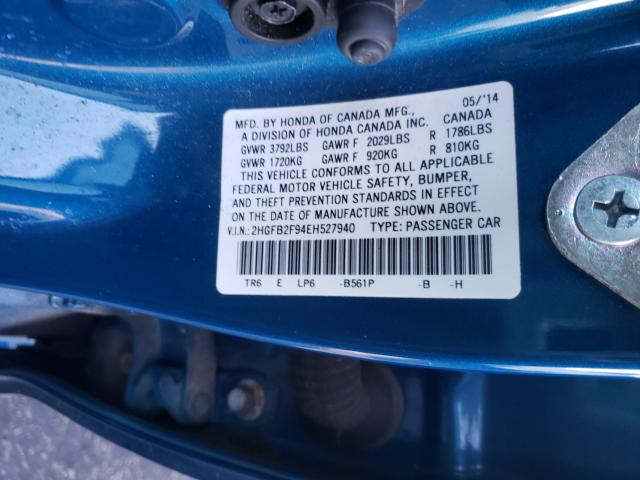 MFD. BY HONDA OF CANADA MFG., 05/'14
A DIVISION OF HONDA CANADA INC. CANADA
GVWR 3792LBS GAWR F 2029LBS R 1786LBS
GVWR 1720KG GAWR F 920KG R 810KG
THIS VEHICLE CONFORMS TO ALL APPLICABLE
FEDERAL MOTOR VEHICLE SAFETY, BUMPER,
AND THEFT PREVENTION STANDARDS IN EFFECT
ON THE DATE OF MANUFACTURE SHOWN ABOVE.
V.I.N.: 2HGFB2F94EH527940 TYPE: PASSENGER CAR
TR6 E LP6 -B561P -B -H